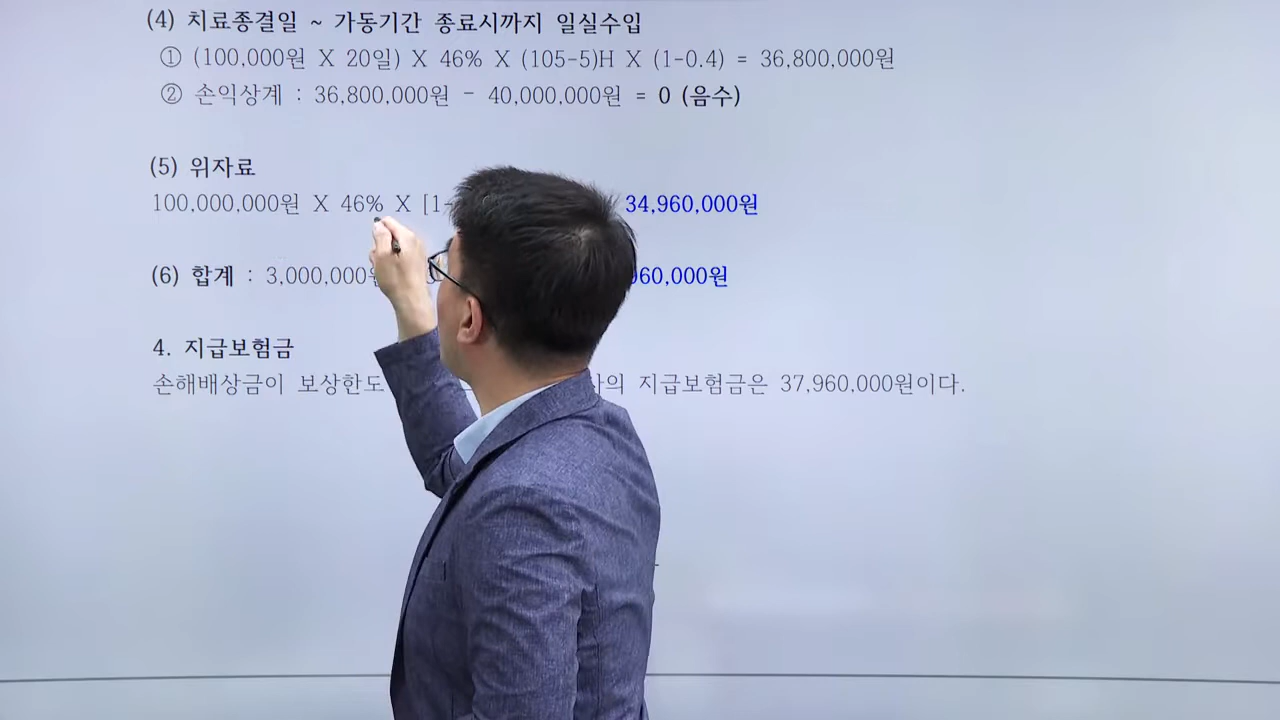 (4) 치료종결일 ~ 가동기간 종료시까지 일실수입
① (100,000원 X 20일) X 46% X (105-5)H X (1-0.4) = 36,800,000원
② 손익상계 : 36,800,000원 - 40,000,000원 = 0 (음수)
(5) 위자료
100,000,000원 X 46% X [1- 34,960,000원
(6) 합계 : 3,000,000 960,000원
4. 지급보험금
손해배상금이 보상한도 의 지급보험금은 37,960,000원이다.